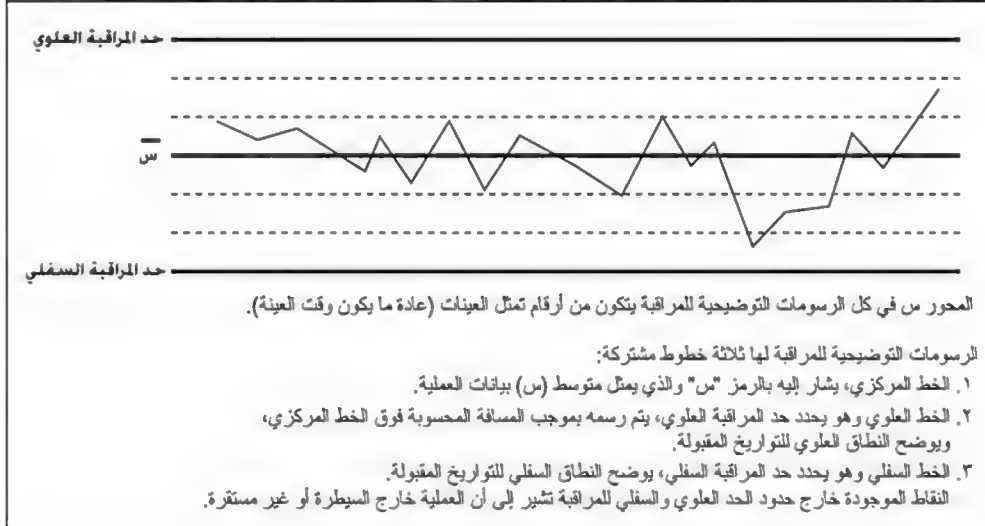 حد المراقبة العلوي
س
حد المراقبة السفلي
المحور س في كل الرسومات التوضيحية للمراقبة يتكون من أرقام تمثل العينات (عادة ما يكون وقت العينة).
الرسومات التوضيحية للمراقبة لها ثلاثة خطوط مشتركة:
١. الخط المركزي، يشار إليه بالرمز "س" والذي يمثل متوسط (س) بيانات العملية.
٢. الخط العلوي وهو يحدد حد المراقبة العلوي، يتم رسمه بموجب المسافة المحسوبة فوق الخط المركزي،
ويوضح النطاق العلوي للتواريخ المقبولة.
٣. الخط السفلي وهو يحدد حد المراقبة السفلي، يوضح النطاق السفلي للتواريخ المقبولة.
النقاط الموجودة خارج حدود الحد العلوي والسفلي للمراقبة تشير إلى أن العملية خارج السيطرة أو غير مستقرة.